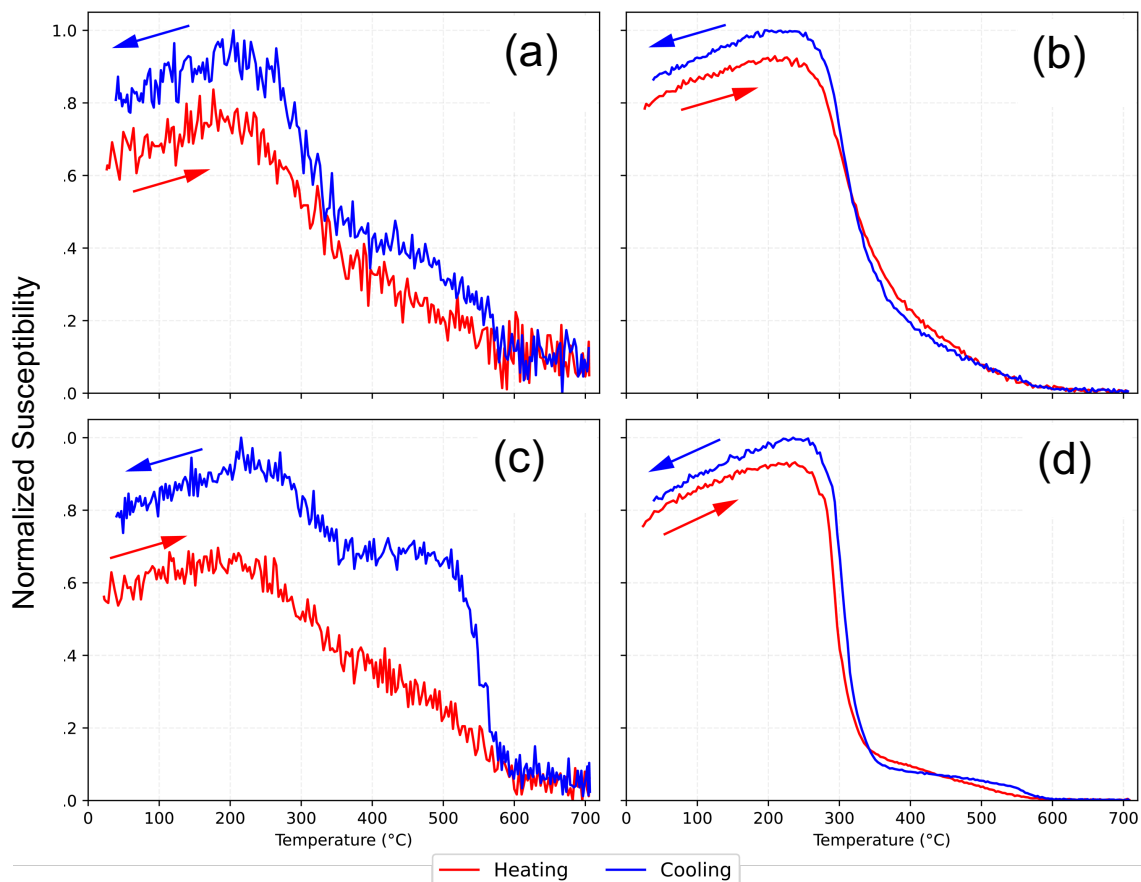 (a)
(b)
1.0
.8
.6
.4
.2
.0
Normalized Susceptibility
(c)
(d)
.0
.8
.6
.4
.2
.0
0 100 200 300 400 500 600 700
0 100 200 300 400 500 600 700
Temperature (°C)
Temperature (°C)
Heating
Cooling